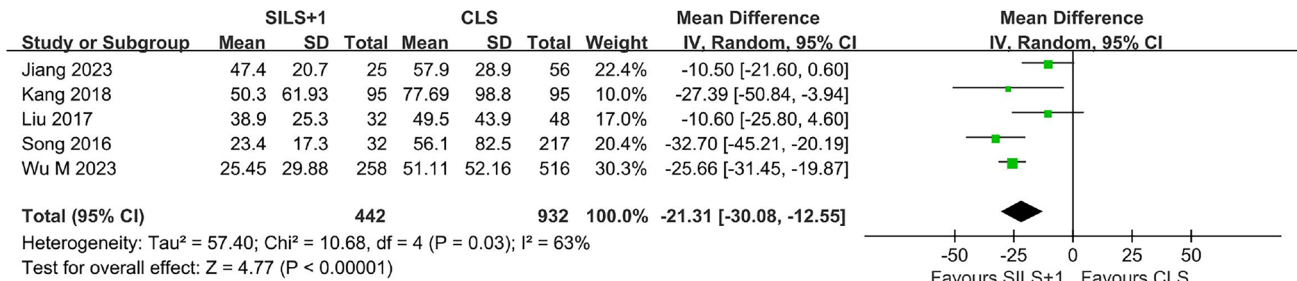 SILS+1 CLS Mean Difference Mean Difference
Study or Subgroup Mean SD Total Mean SD Total Weight IV, Random, 95% CI IV, Random, 95% CI
Jiang 2023 47.4 20.7 25 57.9 28.9 56 22.4% -10.50 [-21.60, 0.60]
Kang 2018 50.3 61.93 95 77.69 98.8 95 10.0% -27.39 [-50.84, -3.94]
Liu 2017 38.9 25.3 32 49.5 43.9 48 17.0% -10.60 [-25.80, 4.60]
Song 2016 23.4 17.3 32 56.1 82.5 217 20.4% -32.70 [-45.21, -20.19]
Wu M 2023 25.45 29.88 258 51.11 52.16 516 30.3% -25.66 [-31.45, -19.87]
Total (95% CI) 442 932 100.0% -21.31 [-30.08, -12.55]
Heterogeneity: Tau² = 57.40; Chi² = 10.68, df = 4 (P = 0.03); I² = 63%
Test for overall effect: Z = 4.77 (P < 0.00001)
-50 -25 0 25 50
Favours SILS+1 Favours CLS